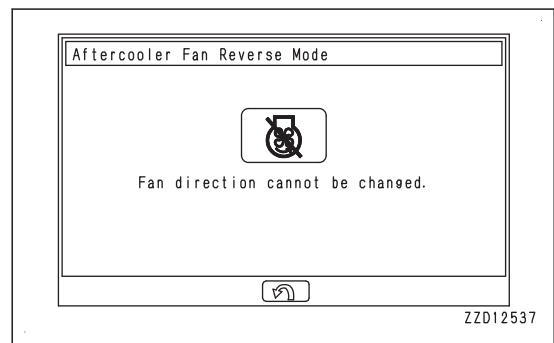 Aftercooler Fan Reverse Mode
Fan direction cannot be changed.
ZZD12537